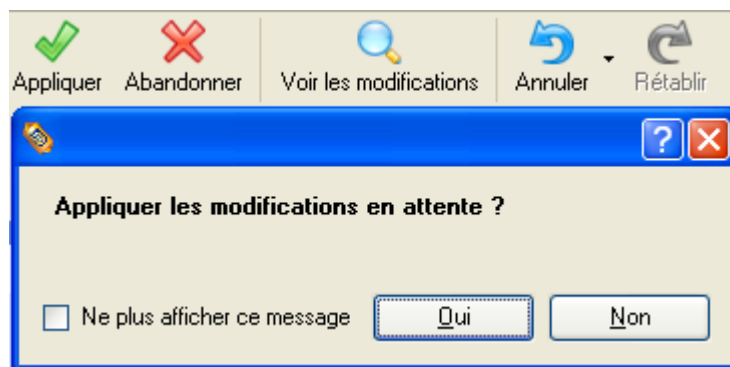 Appliquer Abandonner Voir les modifications Annuler Rétablir
Appliquer les modifications en attente ?
Ne plus afficher ce message Oui Non